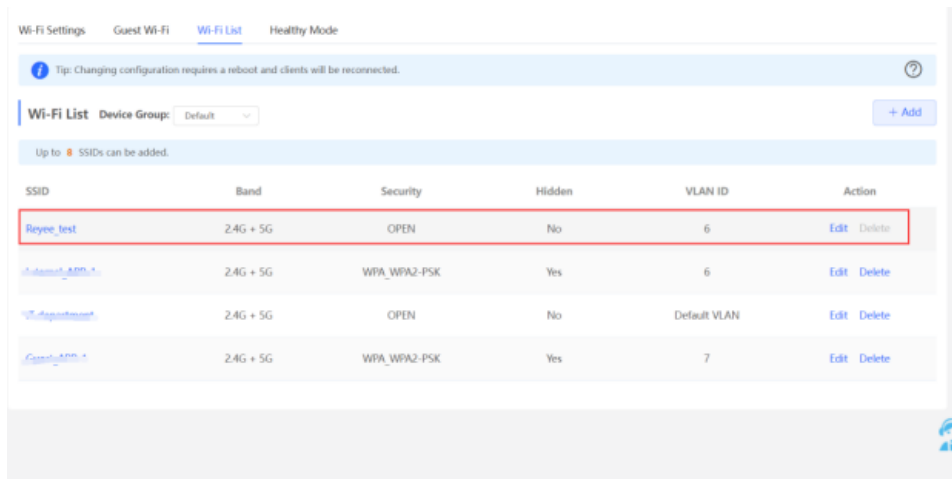 Wi-Fi Settings Guest Wi-Fi Wi-Fi List Healthy Mode
Tip: Changing configuration requires a reboot and clients will be reconnected.
Wi-Fi List Device Group: Default + Add
Up to 8 SSIDs can be added.
SSID Band Security Hidden VLAN ID Action
Reyee_test 2.4G + 5G OPEN No 6 Edit Delete
2.4G + 5G WPA_WPA2-PSK Yes 6 Edit Delete
2.4G + 5G OPEN No Default VLAN Edit Delete
2.4G + 5G WPA_WPA2-PSK Yes 7 Edit Delete